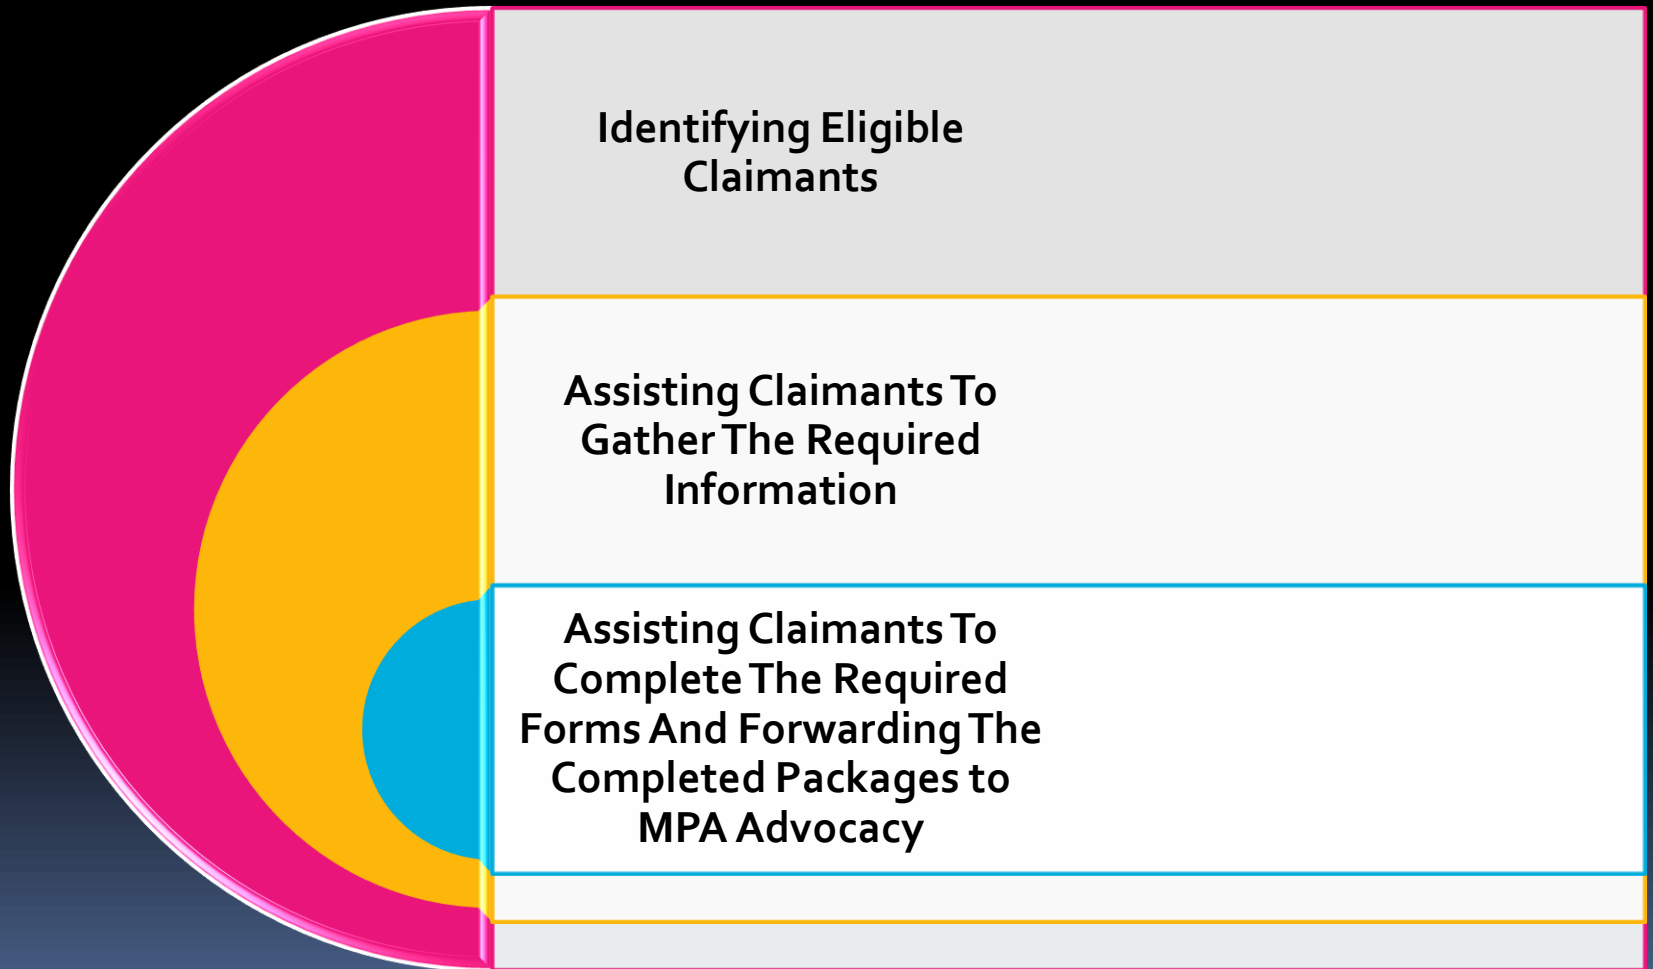 Identifying Eligible
Claimants
Assisting Claimants To
Gather The Required
Information
Assisting Claimants To
Complete The Required
Forms And Forwarding The
Completed Packages to
MPA Advocacy